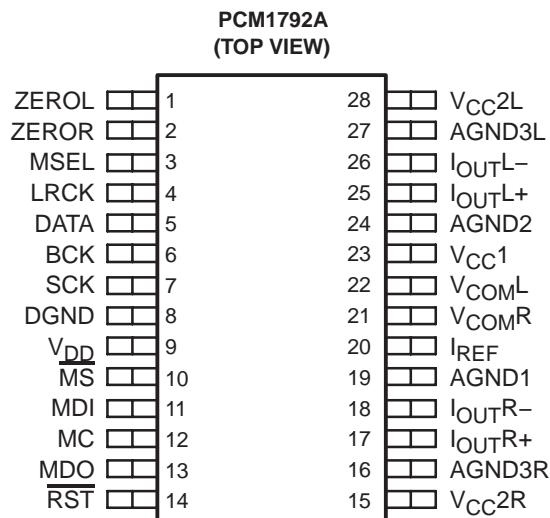 PCM1792A
(TOP VIEW)
ZEROL 1 28 VCC2L
ZEROR 2 27 AGND3L
MSEL 3 26 IOUTL−
LRCK 4 25 IOUTL+
DATA 5 24 AGND2
BCK 6 23 VCC1
SCK 7 22 VCOML
DGND 8 21 VCOMR
VDD 9 20 IREF
M̅S̅ 10 19 AGND1
MDI 11 18 IOUTR−
MC 12 17 IOUTR+
MDO 13 16 AGND3R
R̅S̅T̅ 14 15 VCC2R